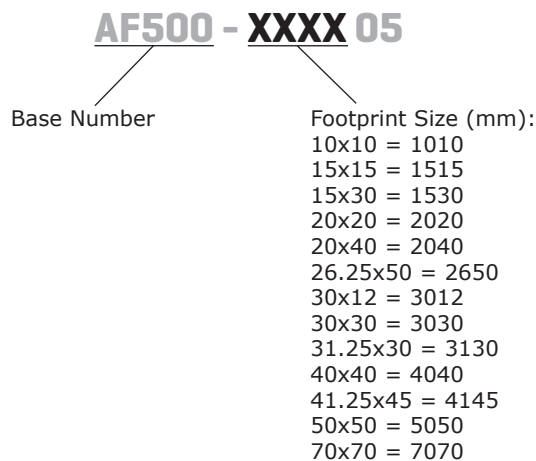 AF500 - XXXX 05
Base Number
Footprint Size (mm):
10x10 = 1010
15x15 = 1515
15x30 = 1530
20x20 = 2020
20x40 = 2040
26.25x50 = 2650
30x12 = 3012
30x30 = 3030
31.25x30 = 3130
40x40 = 4040
41.25x45 = 4145
50x50 = 5050
70x70 = 7070